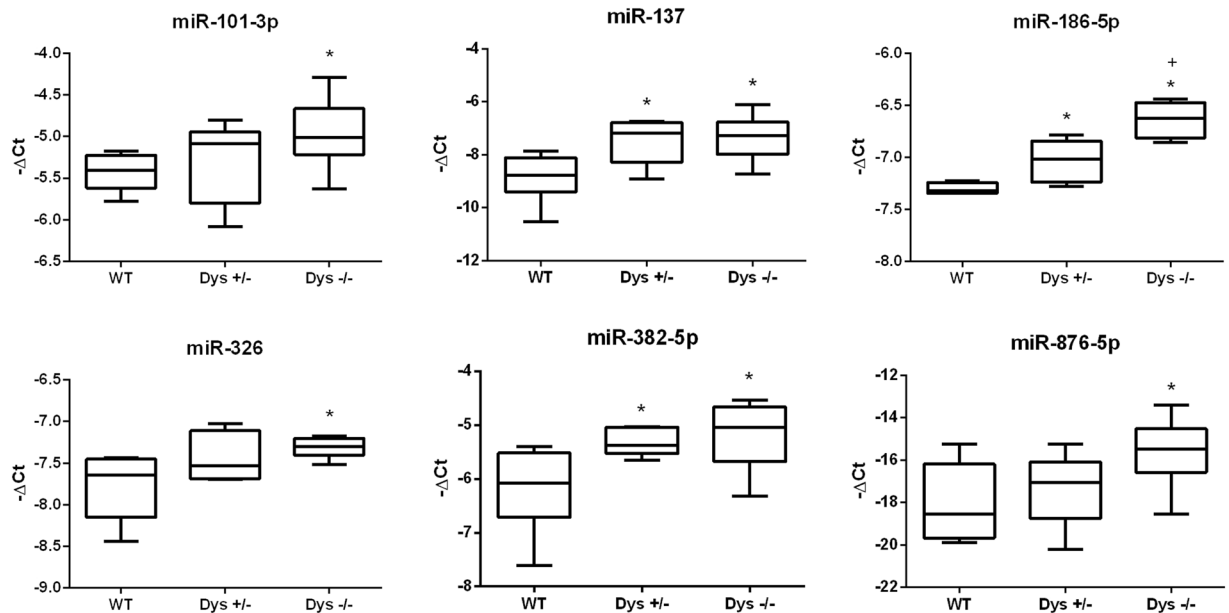 miR-101-3p
-4.0
-4.5
-5.0
-5.5
-6.0
-6.5
-ΔCt
*
WT
Dys +/-
Dys -/-
miR-137
-4
-6
-8
-10
-12
-ΔCt
*
*
WT
Dys +/-
Dys -/-
miR-186-5p
-6.0
-6.5
-7.0
-7.5
-8.0
-ΔCt
*
+
*
WT
Dys +/-
Dys -/-
miR-326
-6.5
-7.0
-7.5
-8.0
-8.5
-9.0
-ΔCt
*
WT
Dys +/-
Dys -/-
miR-382-5p
-4
-5
-6
-7
-8
-ΔCt
*
*
WT
Dys +/-
Dys -/-
miR-876-5p
-12
-14
-16
-18
-20
-22
-ΔCt
*
WT
Dys +/-
Dys -/-